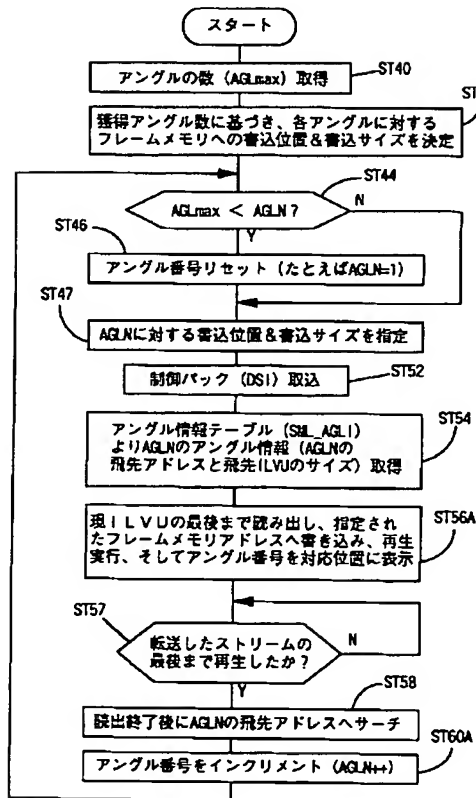 スタート
アングルの数（AGLmax）取得
ST40
獲得アングル数に基づき、各アングルに対する
フレームメモリへの書込位置&書込サイズを決定
ST44
AGLmax < AGLN？
N
Y
ST46
アングル番号リセット（たとえばAGLN=1）
ST47
AGLNに対する書込位置&書込サイズを指定
制御パック（DSI）取込
ST52
アングル情報テーブル（SML_AGLI）
よりAGLNのアングル情報（AGLNの
飛先アドレスと飛先ILVUのサイズ）取得
ST54
現ILVUの最後まで読み出し、指定され
たフレームメモリアドレスへ書き込み、再生
実行、そしてアングル番号を対応位置に表示
ST56A
ST57
転送したストリームの
最後まで再生したか？
N
Y
ST58
読出終了後にAGLNの飛先アドレスへサーチ
ST60A
アングル番号をインクリメント（AGLN++）